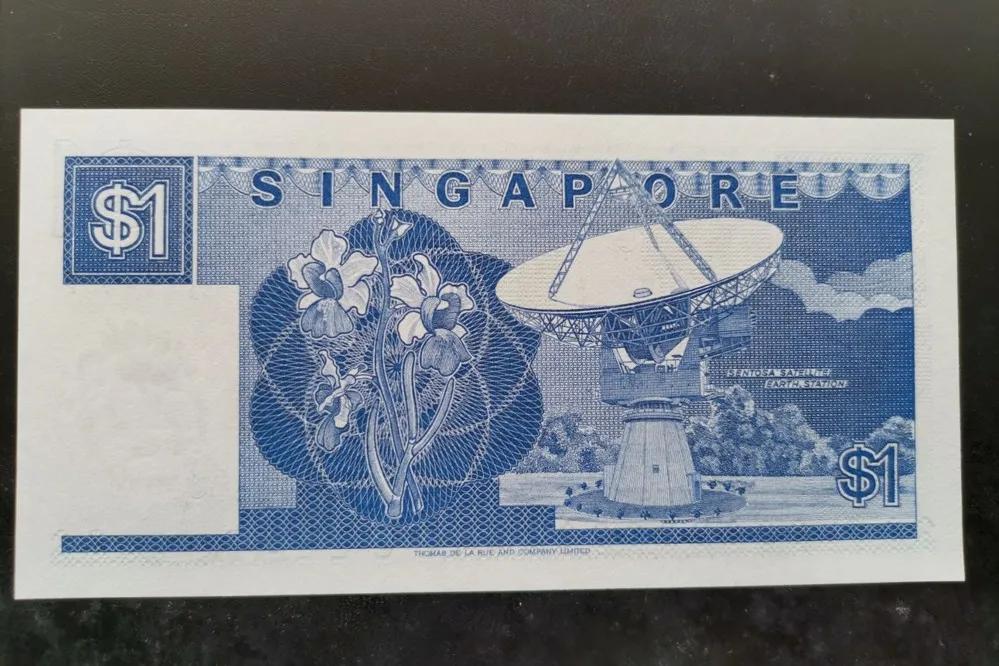 $1
SINGAPORE
SENTOSA SATELLITE
EARTH STATION
$1
THOMAS DE LA RUE AND COMPANY LIMITED